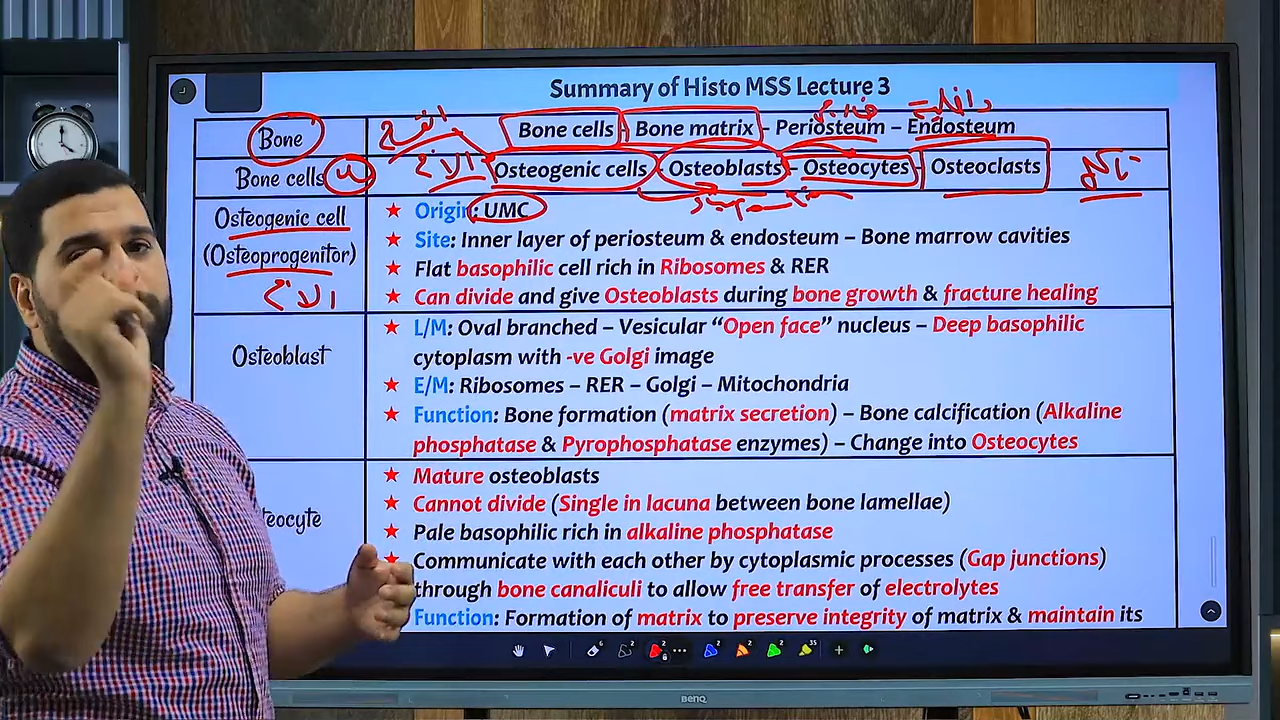 Summary of Histo MSS Lecture 3
Bone
Bone cells - Bone matrix - Periosteum – Endosteum
Bone cells
Osteogenic cells - Osteoblasts – Osteocytes - Osteoclasts
Osteogenic cell
(Osteoprogenitor)
★ Origin: UMC
★ Site: Inner layer of periosteum & endosteum – Bone marrow cavities
★ Flat basophilic cell rich in Ribosomes & RER
★ Can divide and give Osteoblasts during bone growth & fracture healing
Osteoblast
★ L/M: Oval branched – Vesicular “Open face” nucleus – Deep basophilic
cytoplasm with -ve Golgi image
★ E/M: Ribosomes – RER – Golgi – Mitochondria
★ Function: Bone formation (matrix secretion) – Bone calcification (Alkaline
phosphatase & Pyrophosphatase enzymes) – Change into Osteocytes
teocyte
★ Mature osteoblasts
★ Cannot divide (Single in lacuna between bone lamellae)
★ Pale basophilic rich in alkaline phosphatase
★ Communicate with each other by cytoplasmic processes (Gap junctions)
through bone canaliculi to allow free transfer of electrolytes
Function: Formation of matrix to preserve integrity of matrix & maintain its
BenQ